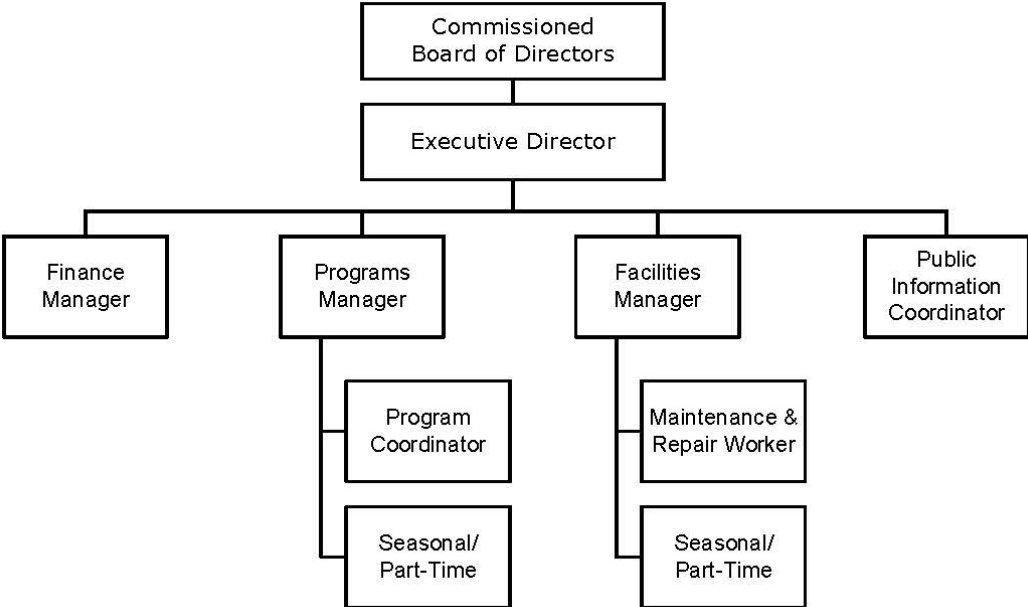 Commissioned
Board of Directors
Executive Director
Finance
Manager
Programs
Manager
Facilities
Manager
Public
Information
Coordinator
Program
Coordinator
Maintenance &
Repair Worker
Seasonal/
Part-Time
Seasonal/
Part-Time